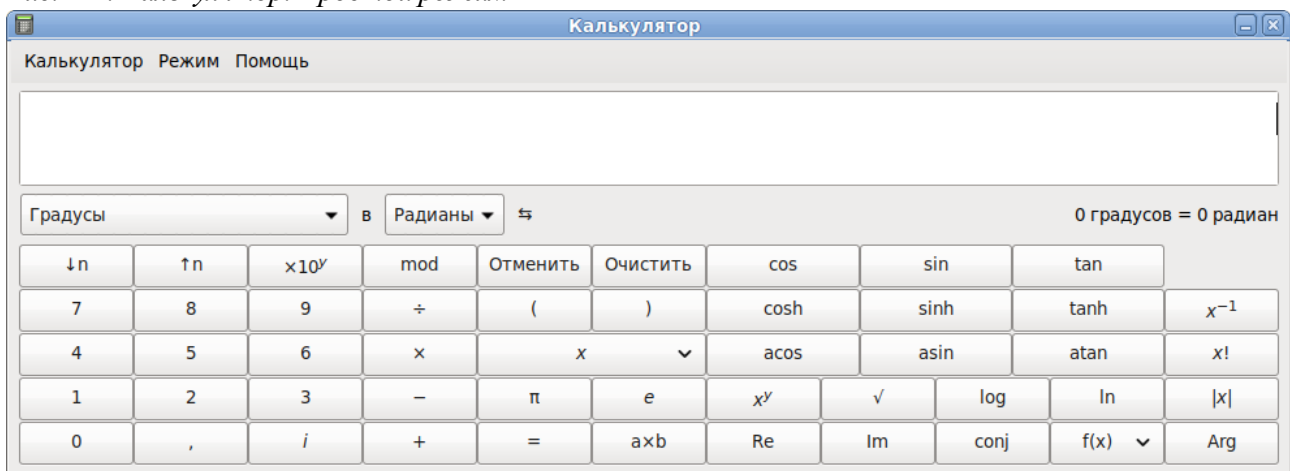 Калькулятор
Калькулятор Режим Помощь
Градусы в Радианы ⇆ 0 градусов = 0 радиан
↓n ↑n ×10ʸ mod Отменить Очистить cos sin tan
7 8 9 ÷ ( ) cosh sinh tanh x⁻¹
4 5 6 × x acos asin atan x!
1 2 3 − π e xʸ √ log ln |x|
0 , i + = a×b Re Im conj f(x) Arg